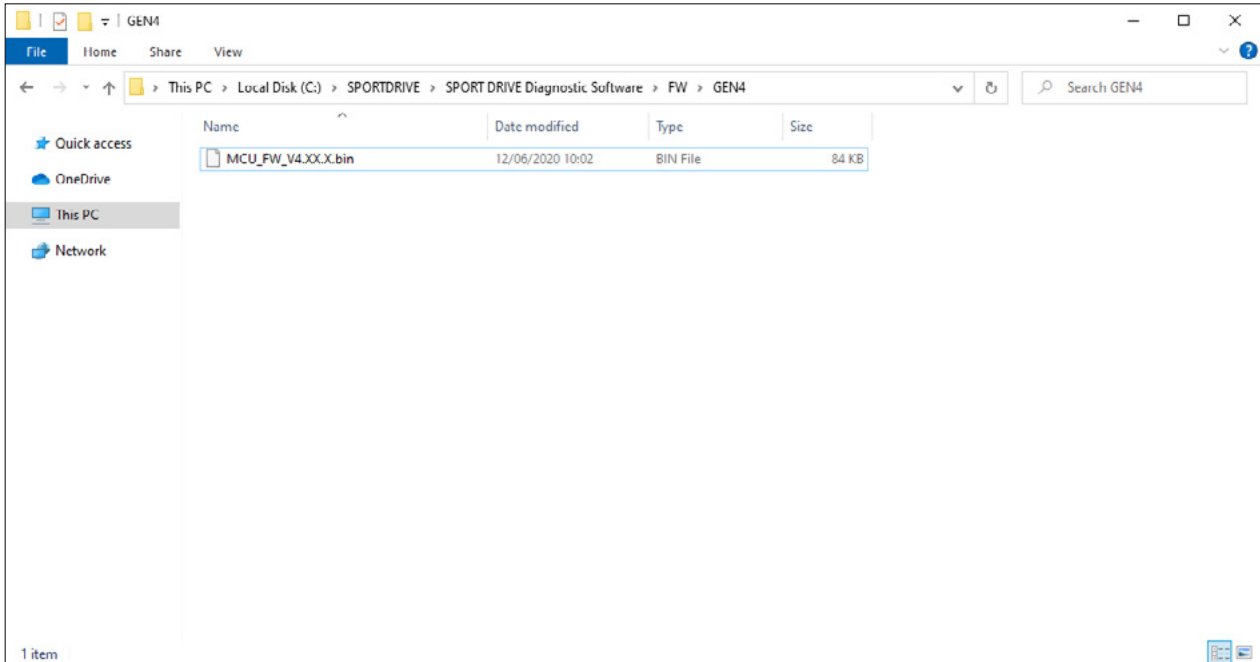 GEN4
File Home Share View
This PC > Local Disk (C:) > SPORTDRIVE > SPORT DRIVE Diagnostic Software > FW > GEN4
Search GEN4
Name Date modified Type Size
Quick access
MCU_FW_V4.XX.X.bin 12/06/2020 10:02 BIN File 84 KB
OneDrive
This PC
Network
1 item